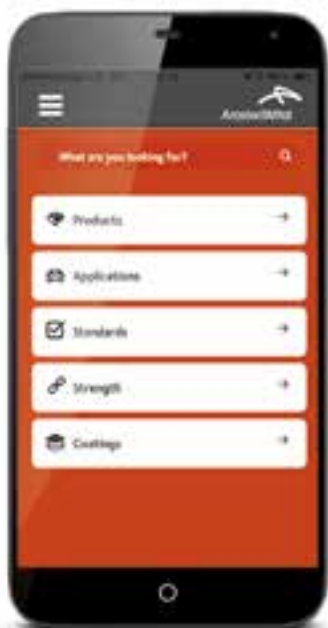 ArcelorMittal
What are you looking for?
Products
Applications
Standards
Strength
Coatings